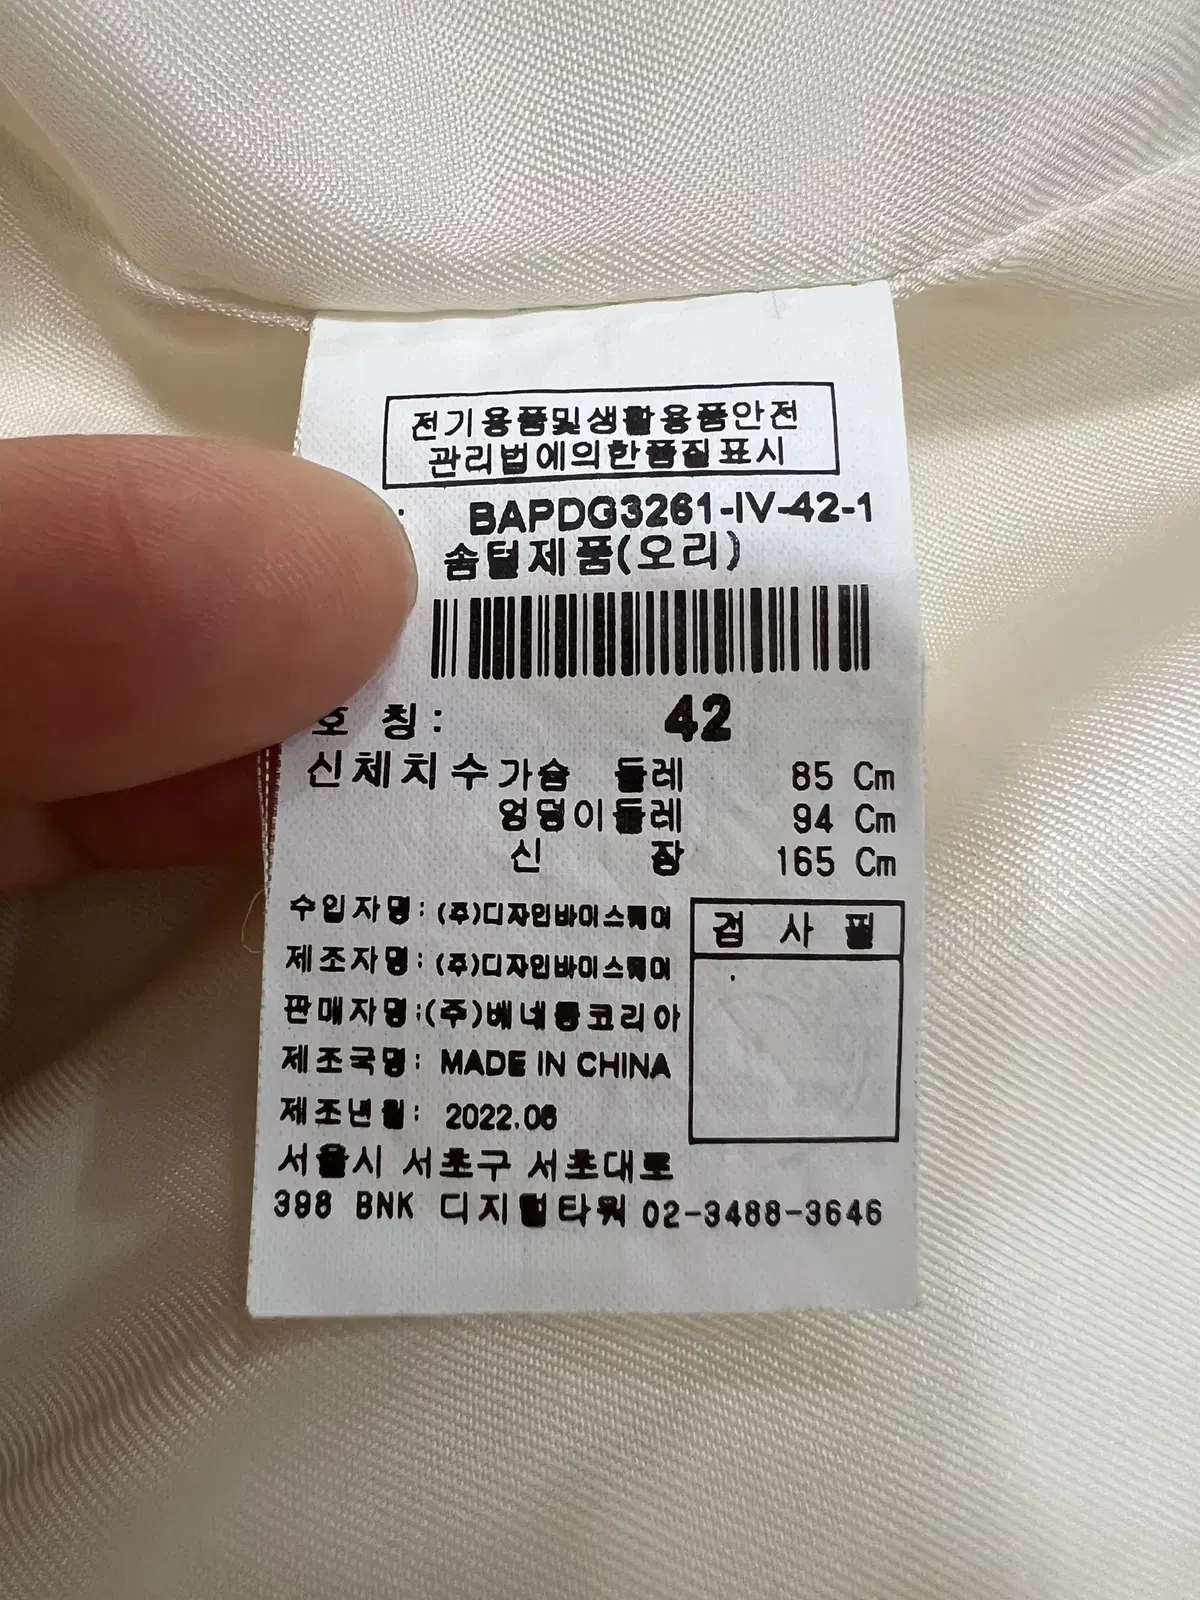 전기용품및생활용품안전
관리법에의한품질표시
: BAPDG3261-IV-42-1
솜털제품(오리)
호 칭: 42
신체치수 가슴 둘레 85 Cm
엉덩이둘레 94 Cm
신 장 165 Cm
수입자명: (주)디자인바이스퀘어
제조자명: (주)디자인바이스퀘어
판매자명:(주)베네통코리아
제조국명: MADE IN CHINA
제조년월: 2022.06
검 사 필
서울시 서초구 서초대로
398 BNK 디지털타워 02-3488-3646